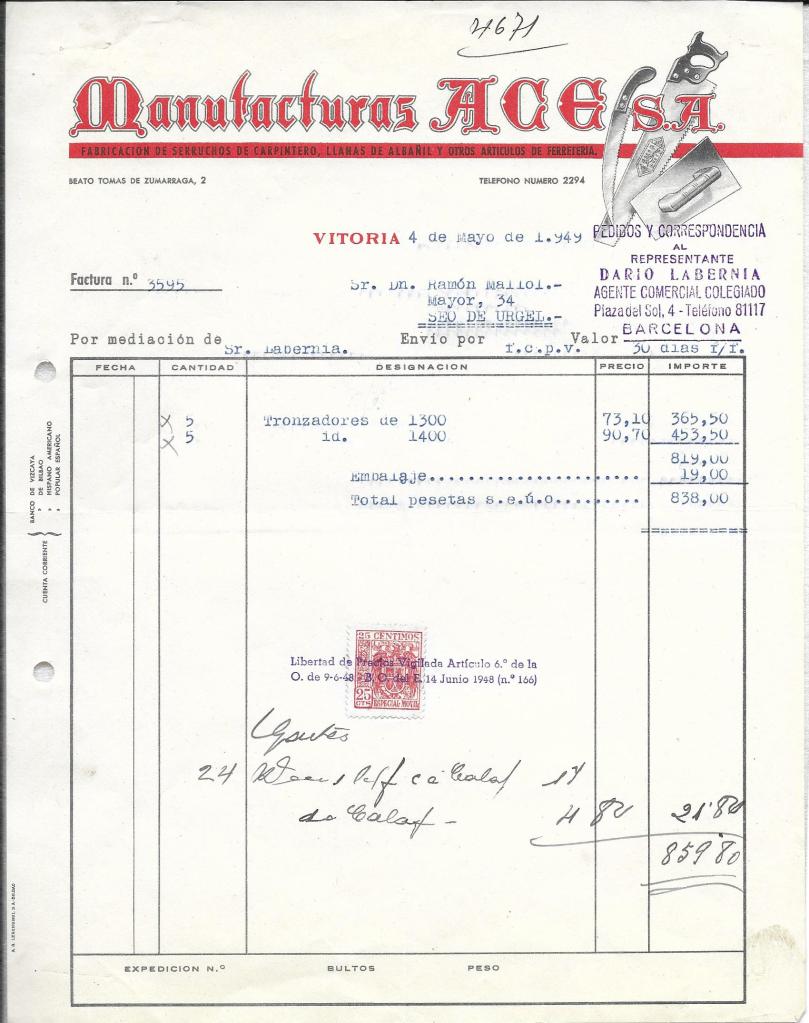 4671
Manufacturas ACE S.A.
FABRICACION DE SERRUCHOS DE CARPINTERO, LLANAS DE ALBAÑIL Y OTROS ARTICULOS DE FERRETERIA.
BEATO TOMAS DE ZUMARRAGA, 2 TELEFONO NUMERO 2294
VITORIA 4 de Mayo de 1.949
PEDIDOS Y CORRESPONDENCIA
AL
REPRESENTANTE
DARIO LABERNIA
AGENTE COMERCIAL COLEGIADO
Plaza del Sol, 4 - Teléfono 81117
BARCELONA
Factura n.º 3595
Sr. Dn. Ramón Mallol.-
Mayor, 34
SEO DE URGEL.-
Por mediación de Sr. Labernia. Envío por f.c.p.v. Valor 30 dias f/f.
FECHA CANTIDAD DESIGNACION PRECIO IMPORTE
x 5 Tronzadores de 1300 73,10 365,50
x 5 id. 1400 90,70 453,50
819,00
Embalaje.............................. 19,00
Total pesetas s.e.ú.o.......... 838,00
CUENTA CORRIENTE
BANCO DE VIZCAYA
" DE BILBAO
" HISPANO AMERICANO
" POPULAR ESPAÑOL
25 CENTIMOS
Libertad de Precios Vigilada Artículo 6.º de la
O. de 9-6-48 - B. O. del E. 14 Junio 1948 (n.º 166)
25 CTS
ESPECIAL MOVIL
24
de Calaf - 4 80 21'80
859'80
EXPEDICION N.º BULTOS PESO